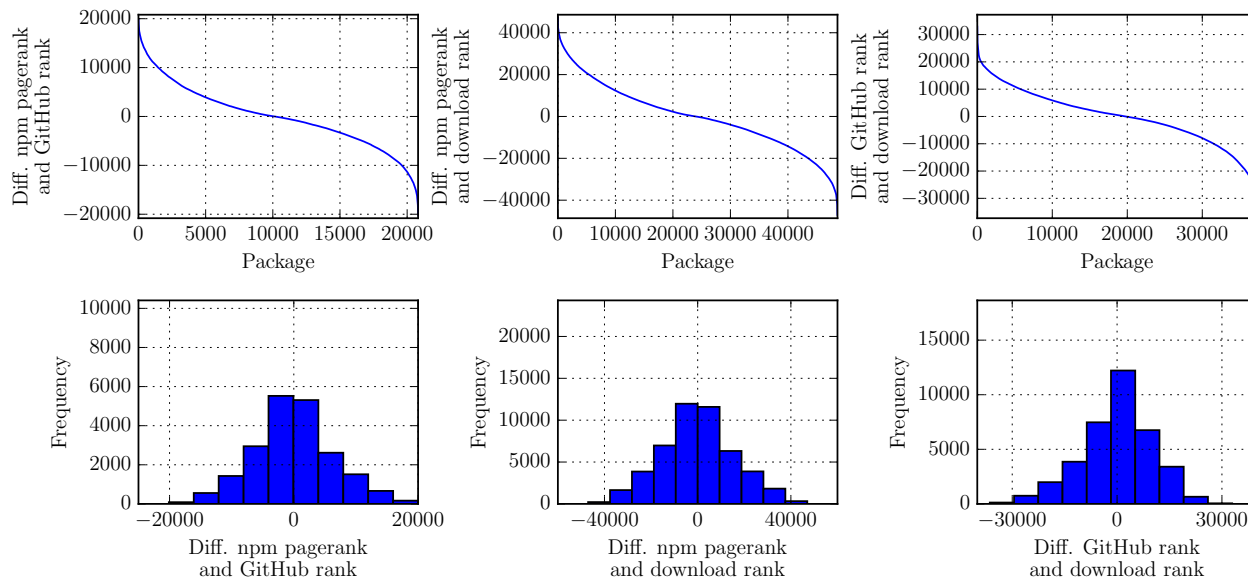 20000
10000
0
−10000
−20000
Diff. npm pagerank
and GitHub rank
0 5000 10000 15000 20000
Package
40000
20000
0
−20000
−40000
Diff. npm pagerank
and download rank
0 10000 20000 30000 40000
Package
30000
20000
10000
0
−10000
−20000
−30000
Diff. GitHub rank
and download rank
0 10000 20000 30000
Package
10000
8000
6000
4000
2000
0
Frequency
−20000 0 20000
Diff. npm pagerank
and GitHub rank
20000
15000
10000
5000
0
Frequency
−40000 0 40000
Diff. npm pagerank
and download rank
15000
10000
5000
0
Frequency
−30000 0 30000
Diff. GitHub rank
and download rank